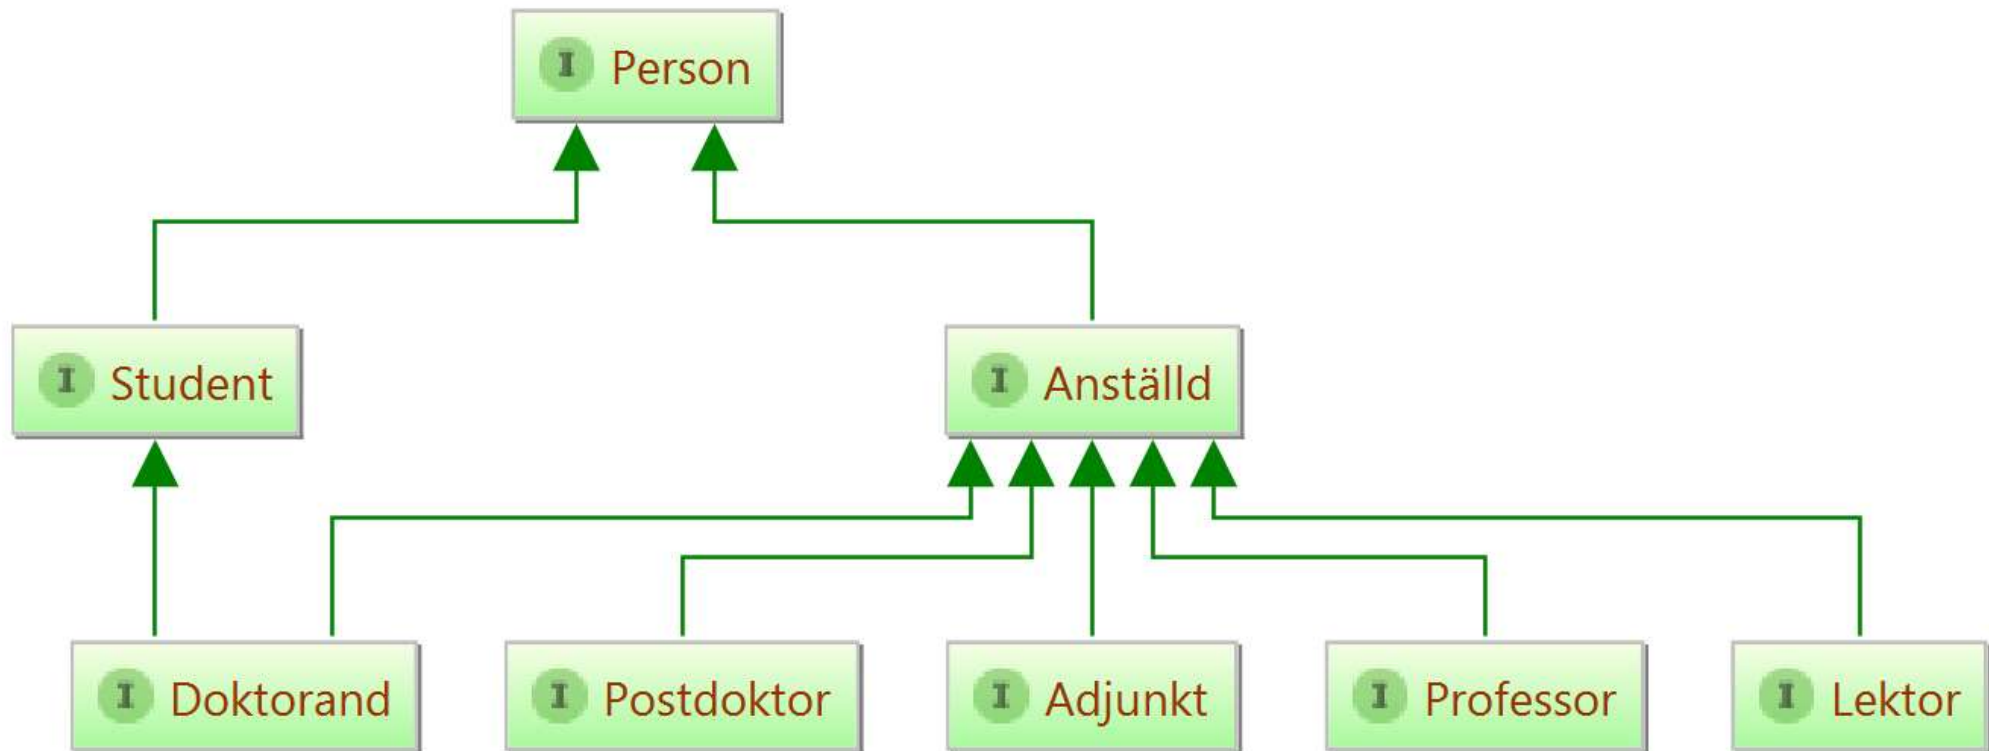 I Person
I Student
I Anställd
I Doktorand
I Postdoktor
I Adjunkt
I Professor
I Lektor